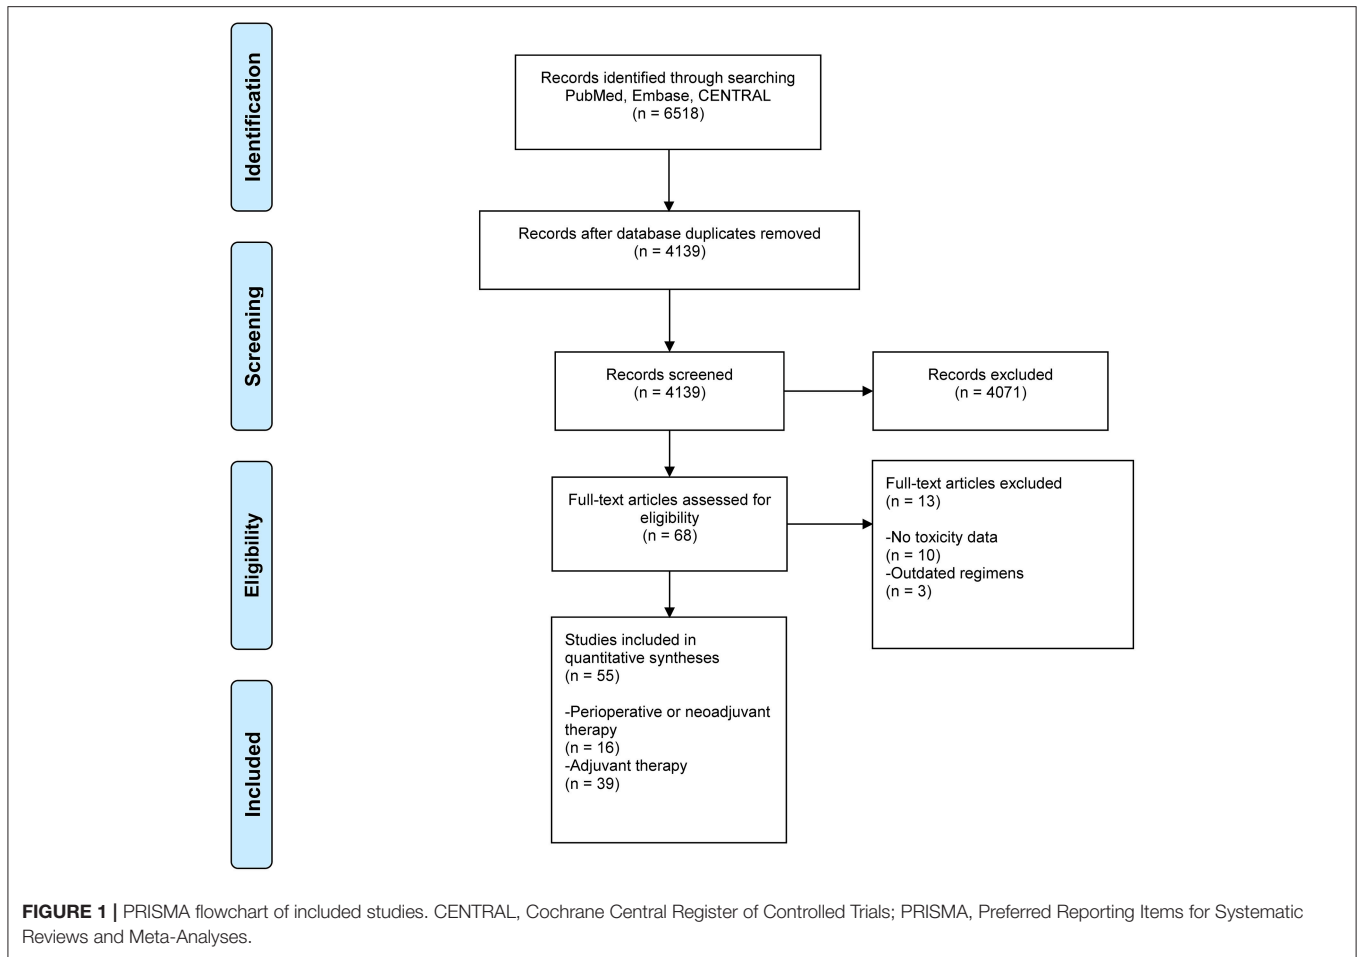 Identification
Records identified through searching
PubMed, Embase, CENTRAL
(n = 6518)
Records after database duplicates removed
(n = 4139)
Screening
Records screened
(n = 4139)
Records excluded
(n = 4071)
Eligibility
Full-text articles assessed for
eligibility
(n = 68)
Full-text articles excluded
(n = 13)
-No toxicity data
(n = 10)
-Outdated regimens
(n = 3)
Included
Studies included in
quantitative syntheses
(n = 55)
-Perioperative or neoadjuvant
therapy
(n = 16)
-Adjuvant therapy
(n = 39)
FIGURE 1 | PRISMA flowchart of included studies. CENTRAL, Cochrane Central Register of Controlled Trials; PRISMA, Preferred Reporting Items for Systematic
Reviews and Meta-Analyses.